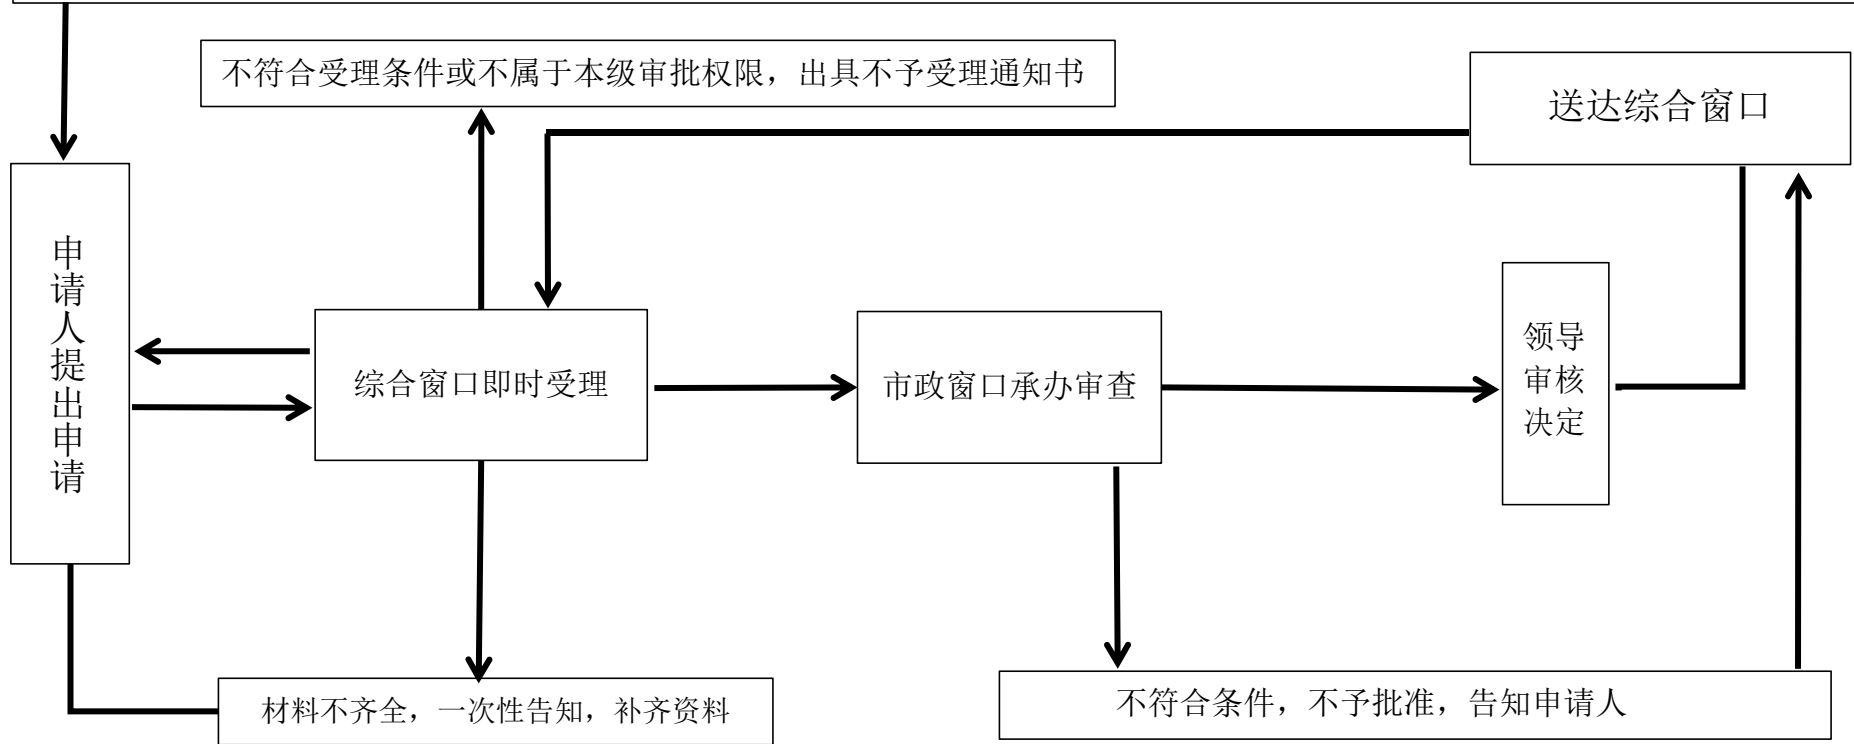 不符合受理条件或不属于本级审批权限，出具不予受理通知书
送达综合窗口
申请人提出申请
综合窗口即时受理
市政窗口承办审查
领导
审核
决定
材料不齐全，一次性告知，补齐资料
不符合条件，不予批准，告知申请人